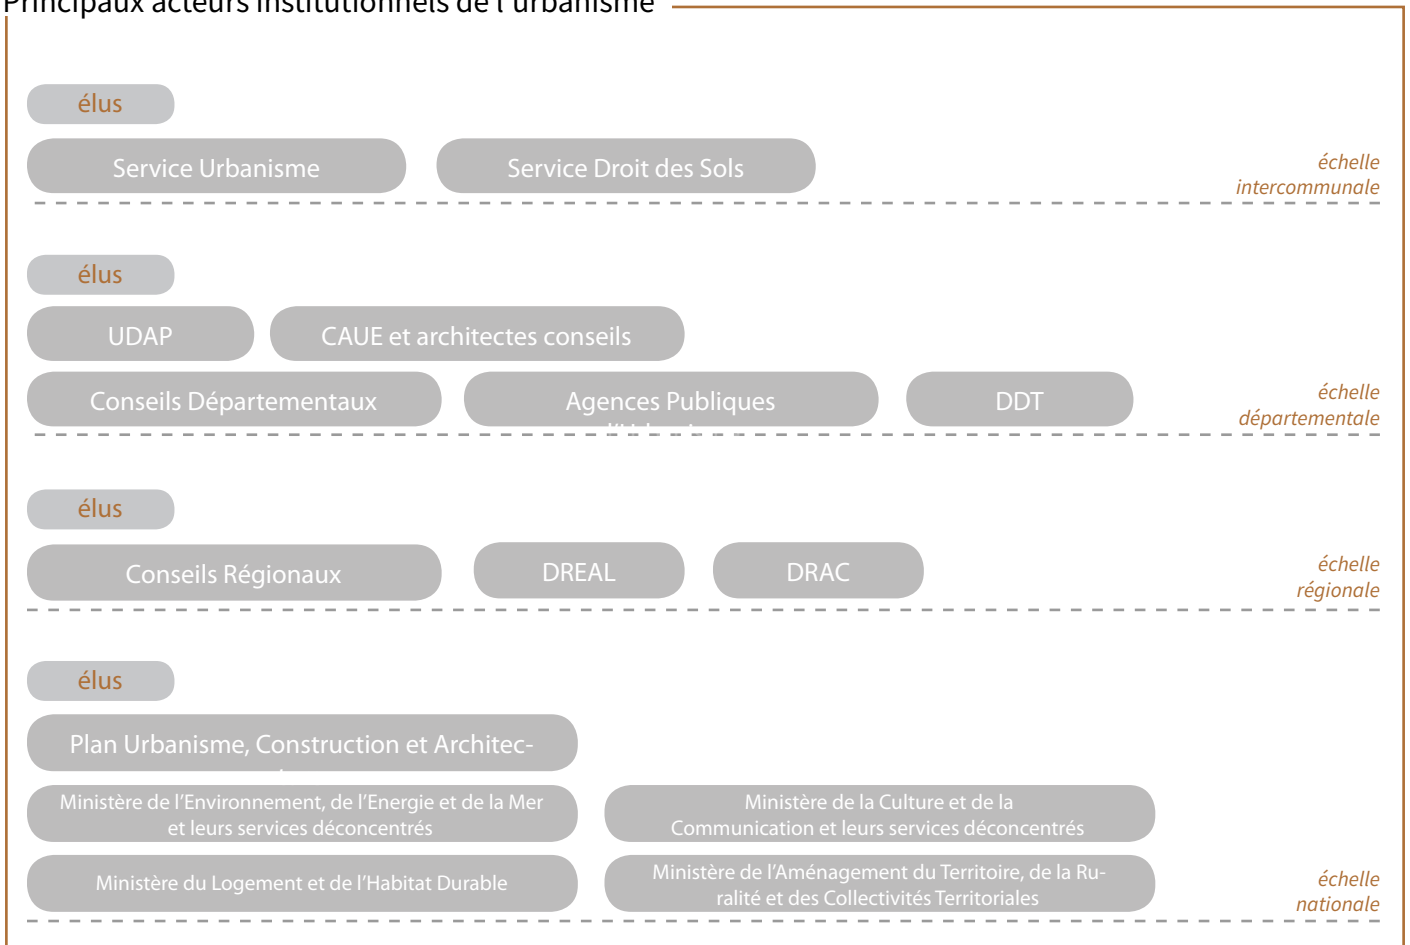 Principaux acteurs institutionnels de l'urbanisme
élus
Service Urbanisme
Service Droit des Sols
échelle
intercommunale
élus
UDAP
CAUE et architectes conseils
Conseils Départementaux
Agences Publiques
DDT
échelle
départementale
élus
Conseils Régionaux
DREAL
DRAC
échelle
régionale
élus
Plan Urbanisme, Construction et Architec-
Ministère de l'Environnement, de l'Energie et de la Mer
et leurs services déconcentrés
Ministère de la Culture et de la
Communication et leurs services déconcentrés
Ministère du Logement et de l'Habitat Durable
Ministère de l'Aménagement du Territoire, de la Ru-
ralité et des Collectivités Territoriales
échelle
nationale